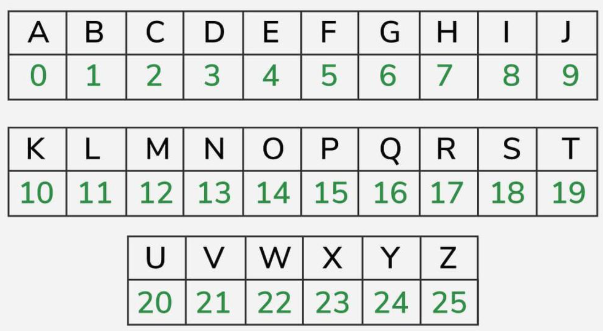 A B C D E F G H I J
0 1 2 3 4 5 6 7 8 9
K L M N O P Q R S T
10 11 12 13 14 15 16 17 18 19
U V W X Y Z
20 21 22 23 24 25